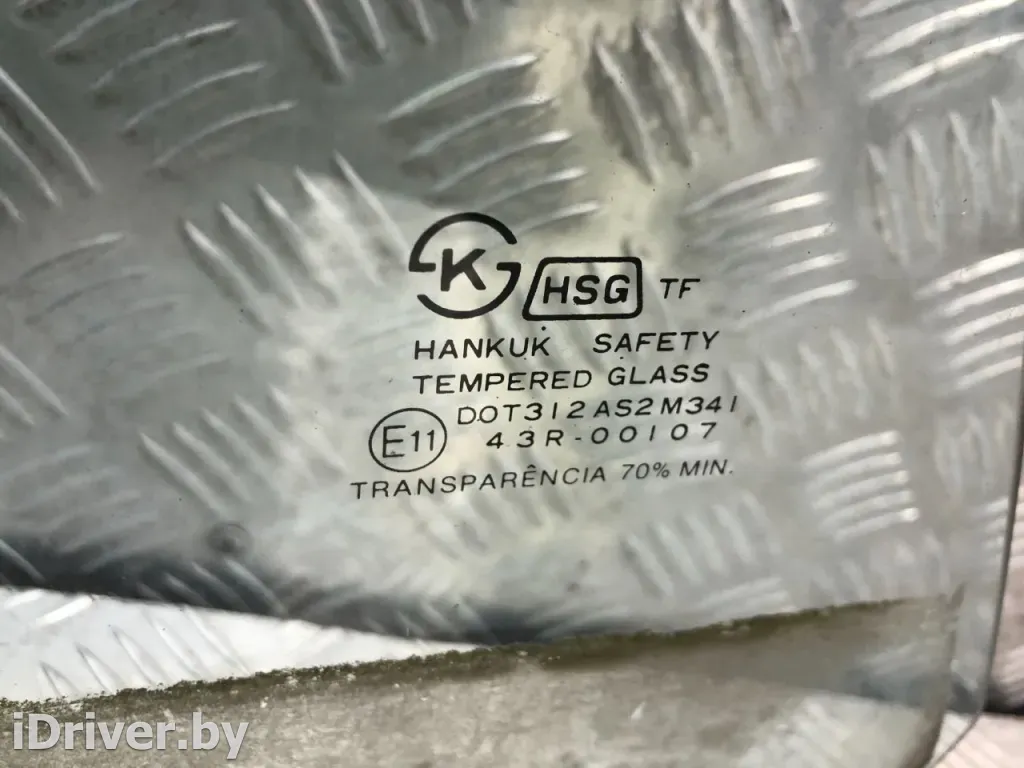 K HSG TF
HANKUK SAFETY
TEMPERED GLASS
DOT312AS2M341
E11 43R-00107
TRANSPARÊNCIA 70% MIN.
iDriver.by